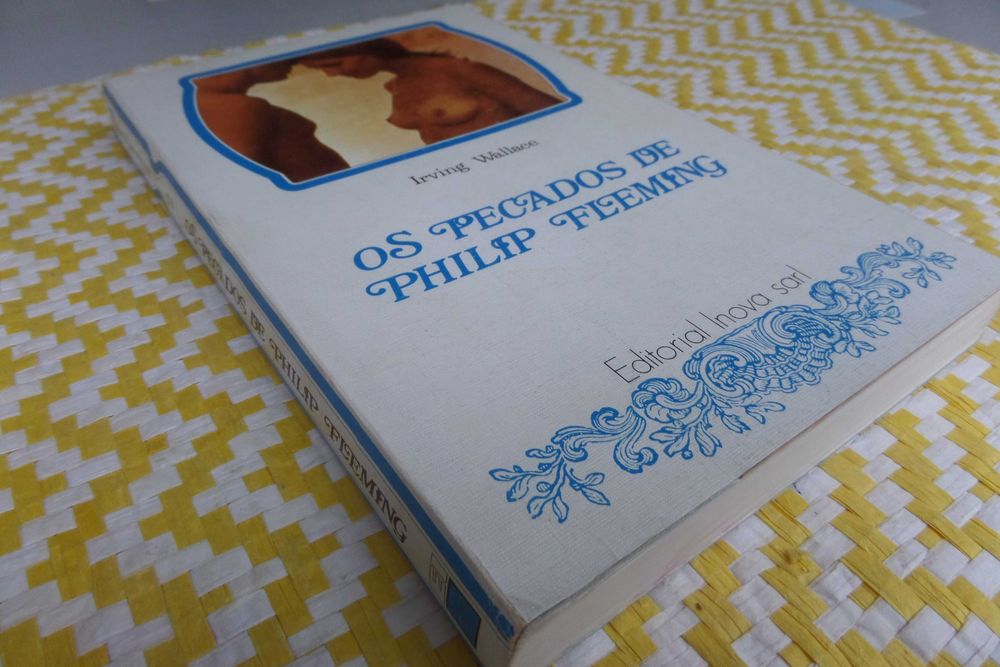 Irving Wallace
OS PECADOS DE
PHILIP FLEMING
Editorial Inova sarl
OS PECADOS DE PHILIP FLEMING